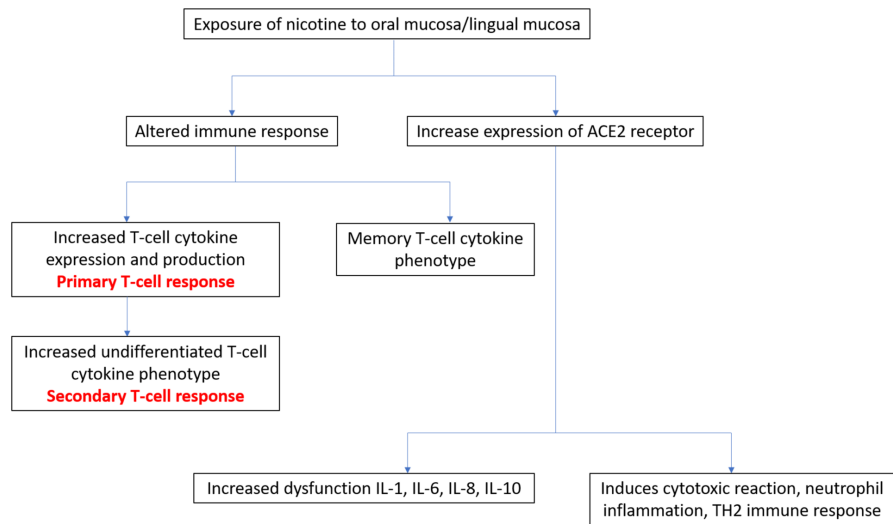 Exposure of nicotine to oral mucosa/lingual mucosa
Altered immune response
Increase expression of ACE2 receptor
Increased T-cell cytokine
expression and production
Primary T-cell response
Memory T-cell cytokine
phenotype
Increased undifferentiated T-cell
cytokine phenotype
Secondary T-cell response
Increased dysfunction IL-1, IL-6, IL-8, IL-10
Induces cytotoxic reaction, neutrophil
inflammation, TH2 immune response